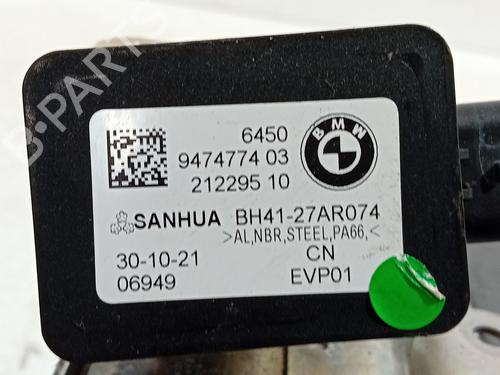 B-PARTS
6450
9474774 03
212295 10
BMW
SANHUA BH41-27AR074
>AL,NBR,STEEL,PA66,<
30-10-21 CN
06949 EVP01